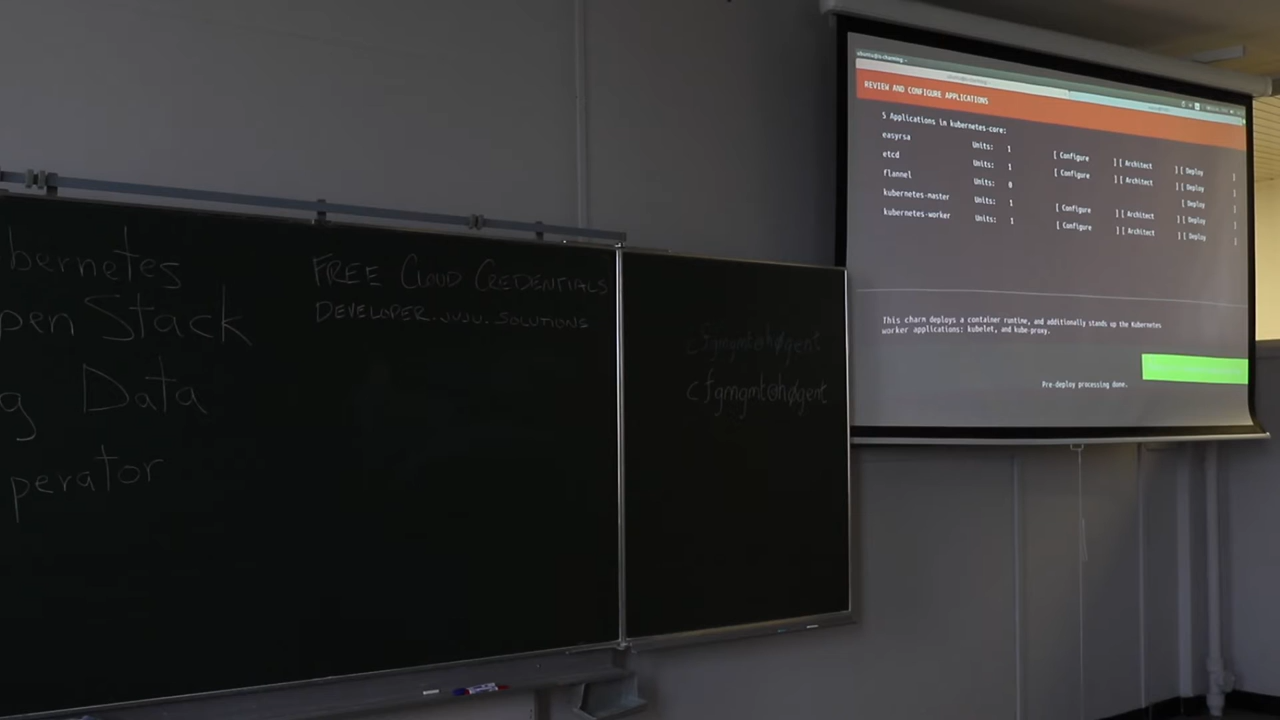 bernetes
pen Stack
g Data
perator
FREE CLOUD CREDENTIALS
DEVELOPER.JUJU.SOLUTIONS
cfgmgmt@høgent
cfgmgmt@høgent
REVIEW AND CONFIGURE APPLICATIONS
5 Applications in kubernetes-core:
easyrsa Units: 1 [ Configure ] [ Architect ] [ Deploy ]
etcd Units: 1 [ Configure ] [ Architect ] [ Deploy ]
flannel Units: 0 [ Deploy ]
kubernetes-master Units: 1 [ Configure ] [ Architect ] [ Deploy ]
kubernetes-worker Units: 1 [ Configure ] [ Architect ] [ Deploy ]
This charm deploys a container runtime, and additionally stands up the Kubernetes
worker applications: kubelet, and kube-proxy.
Pre-deploy processing done.